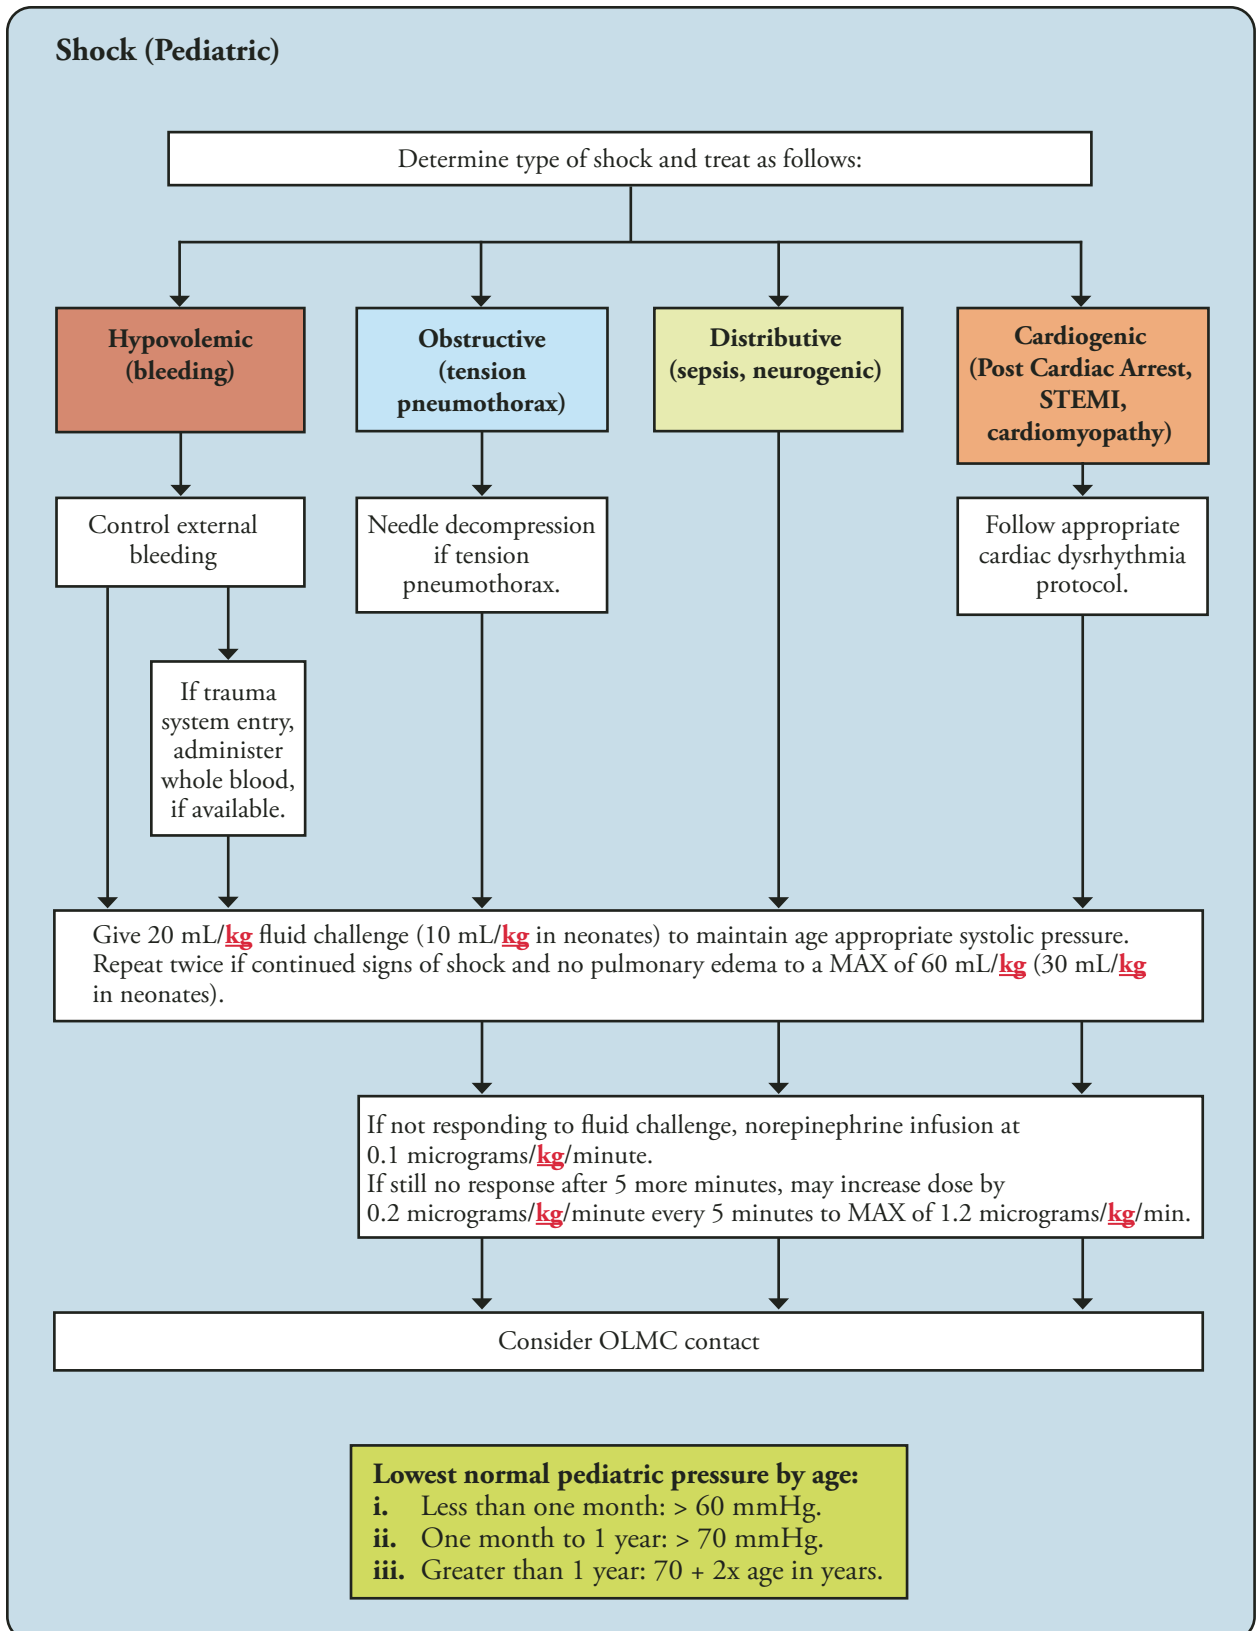 Shock (Pediatric)
Determine type of shock and treat as follows:
Hypovolemic
(bleeding)
Obstructive
(tension
pneumothorax)
Distributive
(sepsis, neurogenic)
Cardiogenic
(Post Cardiac Arrest,
STEMI,
cardiomyopathy)
Control external
bleeding
Needle decompression
if tension
pneumothorax.
Follow appropriate
cardiac dysrhythmia
protocol.
If trauma
system entry,
administer
whole blood,
if available.
Give 20 mL/kg fluid challenge (10 mL/kg in neonates) to maintain age appropriate systolic pressure.
Repeat twice if continued signs of shock and no pulmonary edema to a MAX of 60 mL/kg (30 mL/kg
in neonates).
If not responding to fluid challenge, norepinephrine infusion at
0.1 micrograms/kg/minute.
If still no response after 5 more minutes, may increase dose by
0.2 micrograms/kg/minute every 5 minutes to MAX of 1.2 micrograms/kg/min.
Consider OLMC contact
Lowest normal pediatric pressure by age:
i. Less than one month: > 60 mmHg.
ii. One month to 1 year: > 70 mmHg.
iii. Greater than 1 year: 70 + 2x age in years.